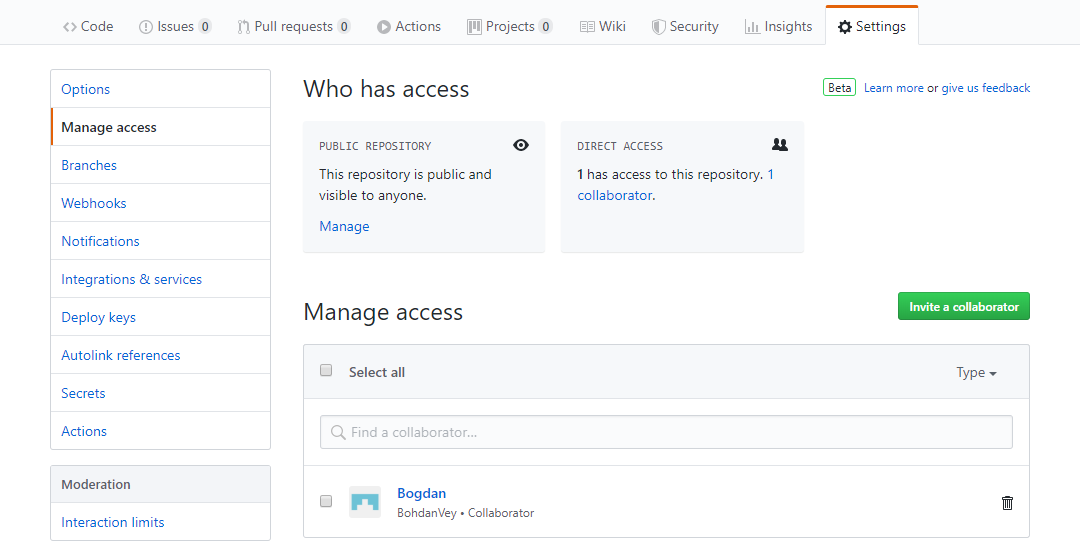 Code Issues 0 Pull requests 0 Actions Projects 0 Wiki Security Insights Settings
Options
Manage access
Branches
Webhooks
Notifications
Integrations & services
Deploy keys
Autolink references
Secrets
Actions
Moderation
Interaction limits
Who has access
Beta Learn more or give us feedback
PUBLIC REPOSITORY
This repository is public and
visible to anyone.
Manage
DIRECT ACCESS
1 has access to this repository. 1
collaborator.
Manage access
Invite a collaborator
Select all
Type
Find a collaborator...
Bogdan
BohdanVey • Collaborator